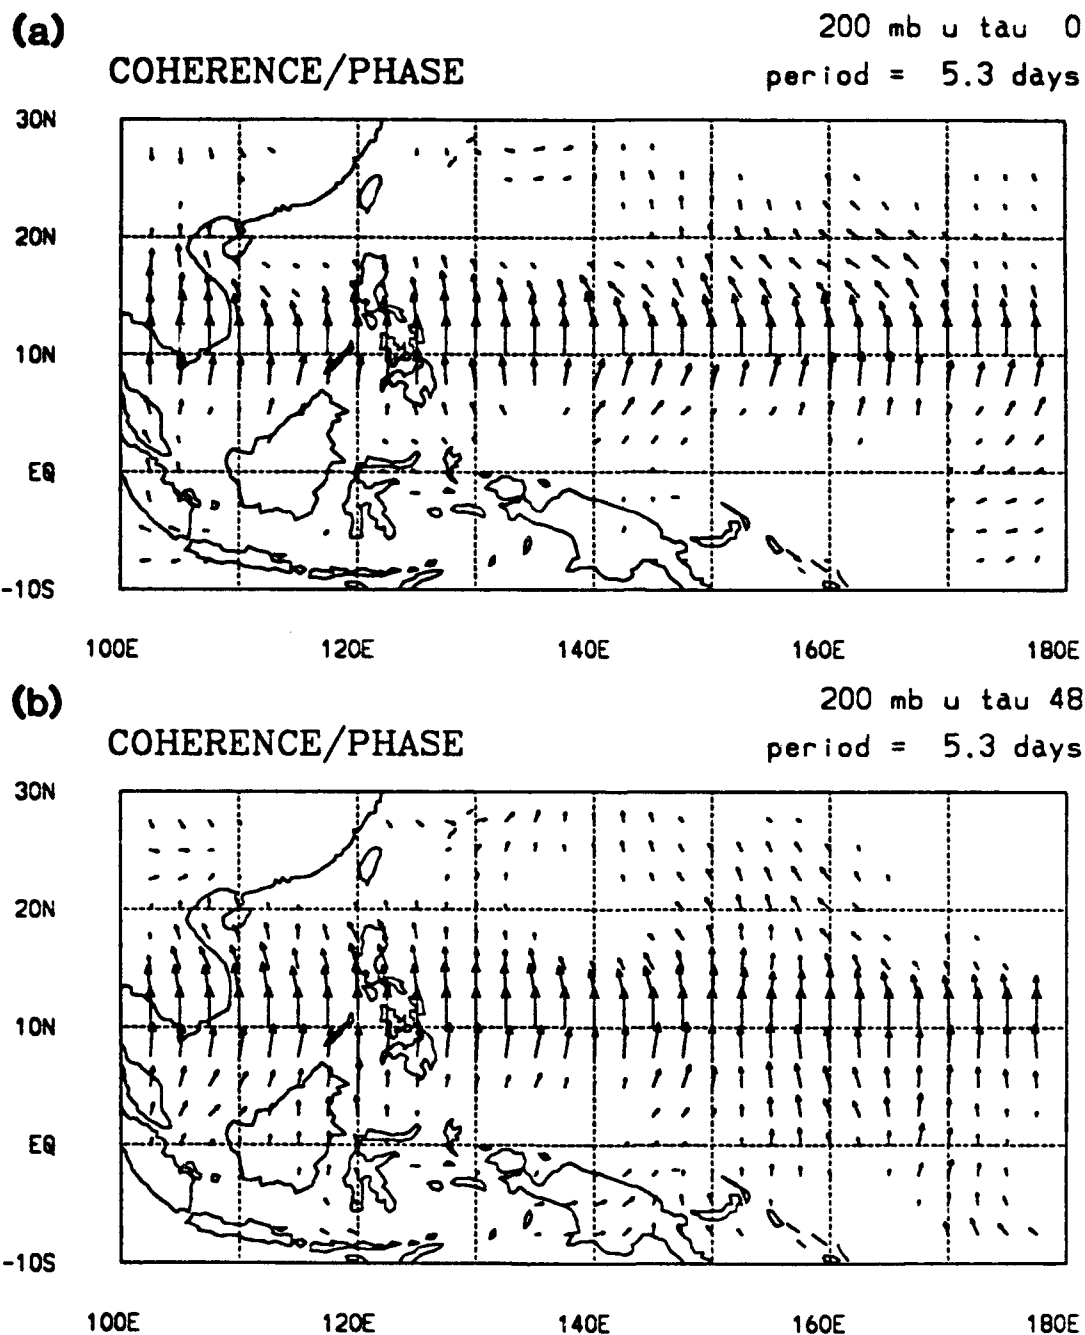 (a)
200 mb u tau 0
COHERENCE/PHASE
period = 5.3 days
30N
20N
10N
EQ
-10S
100E 120E 140E 160E 180E
(b)
200 mb u tau 48
COHERENCE/PHASE
period = 5.3 days
30N
20N
10N
EQ
-10S
100E 120E 140E 160E 180E